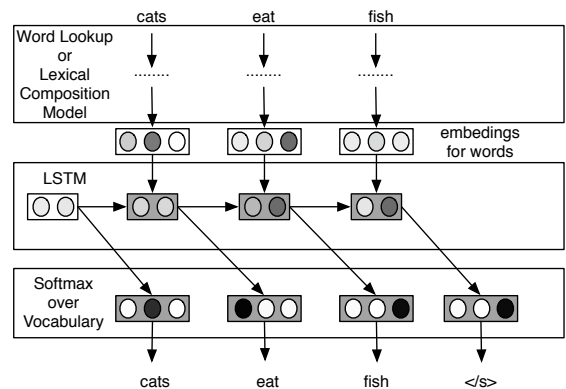 cats eat fish
Word Lookup
or
Lexical
Composition
Model
embedings
for words
LSTM
Softmax
over
Vocabulary
cats eat fish </s>